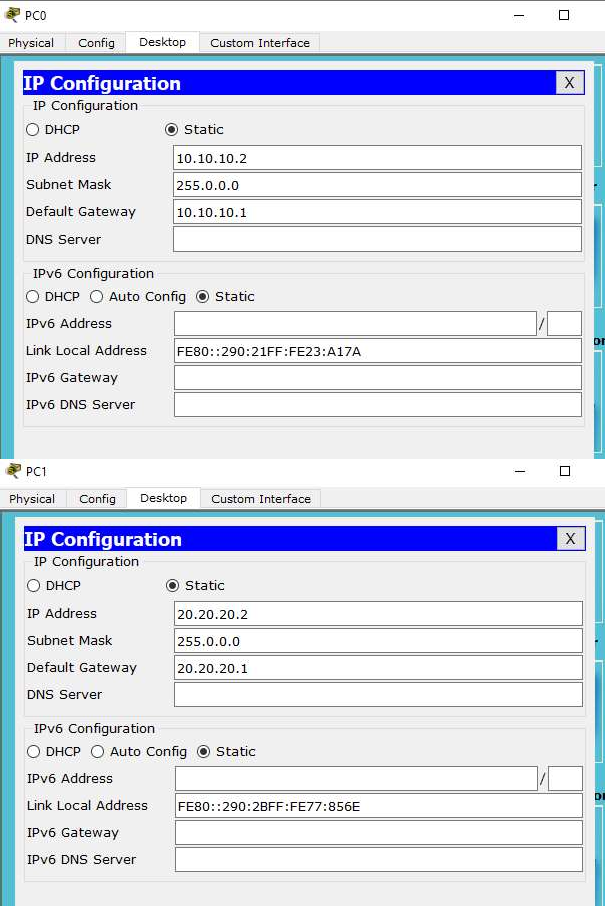 PC0
Physical Config Desktop Custom Interface
IP Configuration X
IP Configuration
DHCP Static
IP Address 10.10.10.2
Subnet Mask 255.0.0.0
Default Gateway 10.10.10.1
DNS Server
IPv6 Configuration
DHCP Auto Config Static
IPv6 Address /
Link Local Address FE80::290:21FF:FE23:A17A
IPv6 Gateway
IPv6 DNS Server
PC1
Physical Config Desktop Custom Interface
IP Configuration X
IP Configuration
DHCP Static
IP Address 20.20.20.2
Subnet Mask 255.0.0.0
Default Gateway 20.20.20.1
DNS Server
IPv6 Configuration
DHCP Auto Config Static
IPv6 Address /
Link Local Address FE80::290:2BFF:FE77:856E
IPv6 Gateway
IPv6 DNS Server